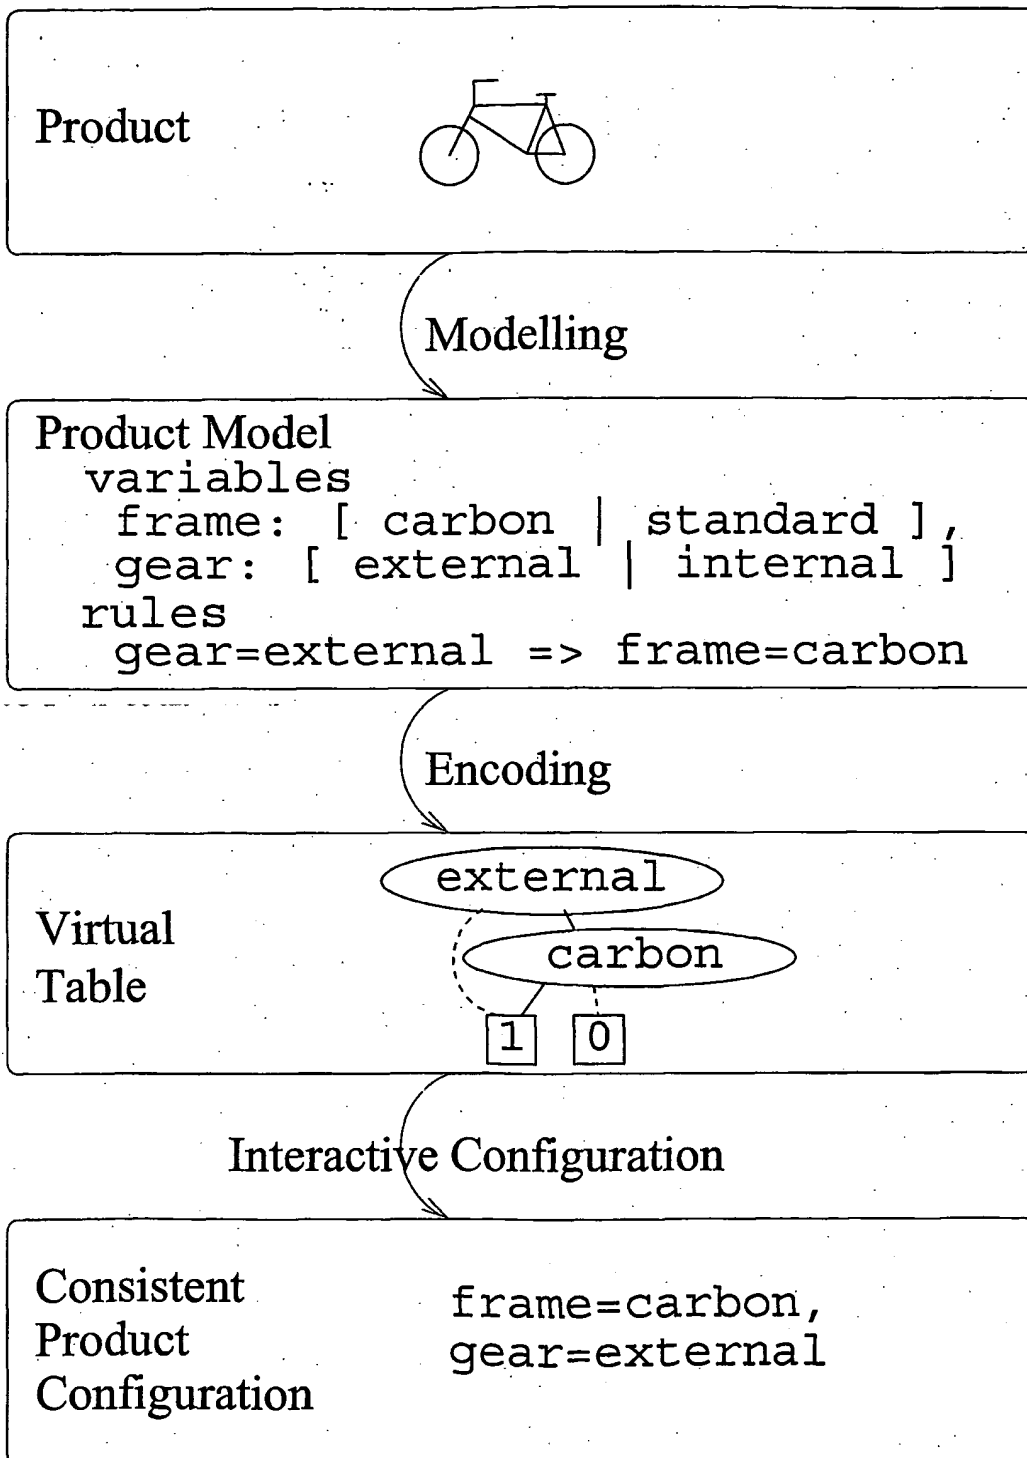 Product
Modelling
Product Model
variables
frame: [ carbon | standard ],
gear: [ external | internal ]
rules
gear=external => frame=carbon
Encoding
external
Virtual
Table
carbon
1 0
Interactive Configuration
Consistent
Product
Configuration
frame=carbon,
gear=external